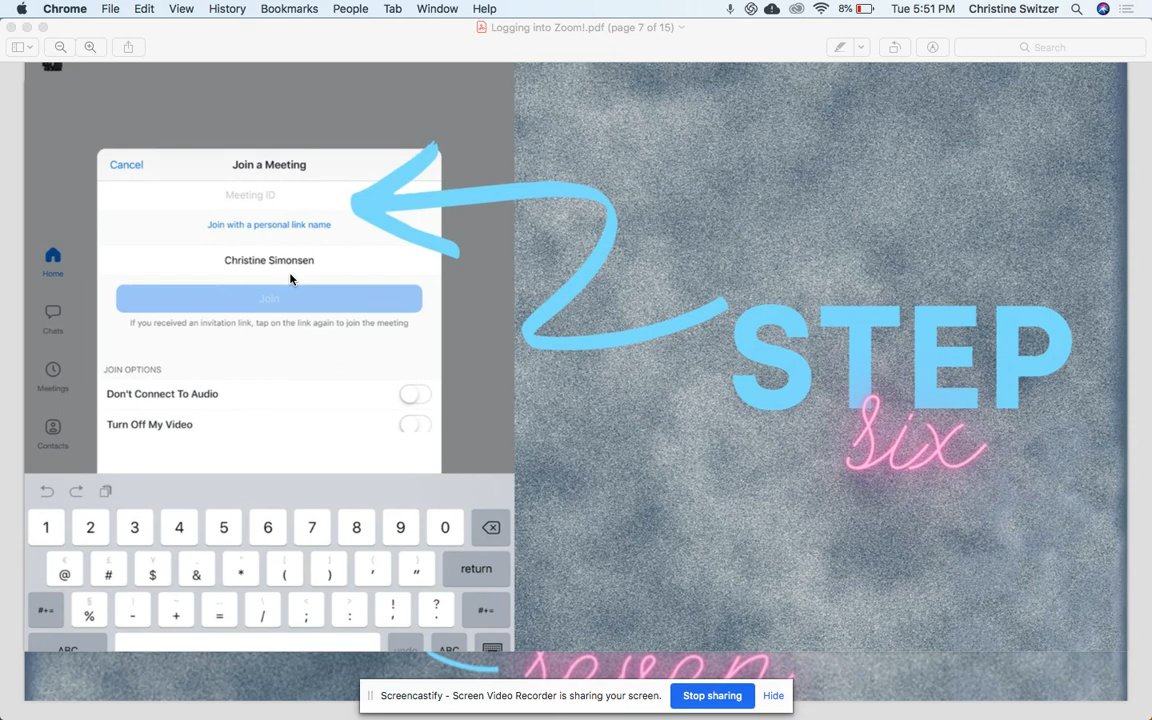 Chrome File Edit View History Bookmarks People Tab Window Help 8% Tue 5:51 PM Christine Switzer
Logging into Zoom!.pdf (page 7 of 15)
Search
Cancel Join a Meeting
Meeting ID
Join with a personal link name
Christine Simonsen
Join
If you received an invitation link, tap on the link again to join the meeting
JOIN OPTIONS
Don't Connect To Audio
Turn Off My Video
Home
Chats
Meetings
Contacts
STEP
six
1 2 3 4 5 6 7 8 9 0
@ # $ & * ( ) ' "
return
#+= % - + = / ; : ! , ? . #+=
ABC undo ABC
seven
Screencastify - Screen Video Recorder is sharing your screen. Stop sharing Hide